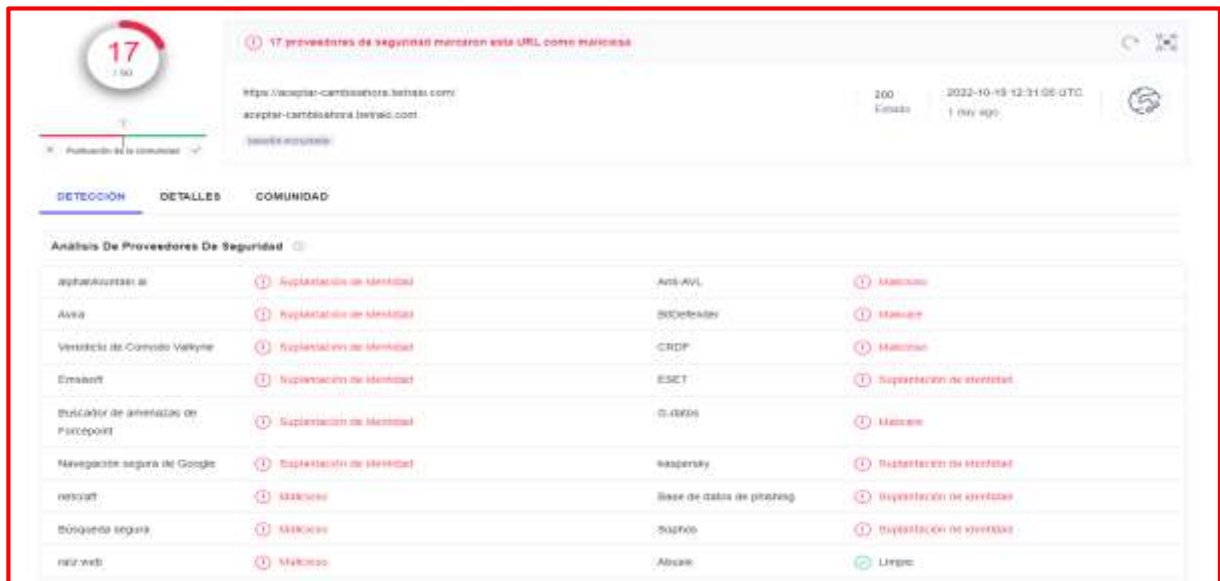 17
/ 90
17 proveedores de seguridad marcaron esta URL como maliciosa
https://aceptar-cambioahora.
aceptar-cambioahora.
200
Estado
2022-10-19 12:31:05 UTC
1 day ago
Puntuación de la comunidad
DETECCIÓN DETALLES COMUNIDAD
Análisis De Proveedores De Seguridad
alphaMountain.ai Suplantación de identidad Anti-AVL Malicioso
Avira Suplantación de identidad BitDefender Malware
Veredicto de Comodo Valkyrie Suplantación de identidad CRDF Malicioso
Emsisoft Suplantación de identidad ESET Suplantación de identidad
Buscador de amenazas de Forcepoint Suplantación de identidad G-datos Malware
Navegación segura de Google Suplantación de identidad kaspersky Suplantación de identidad
netcraft Malicioso Base de datos de phishing Suplantación de identidad
Búsqueda segura Malicioso Sophos Suplantación de identidad
raíz web Malicioso Abusix Limpio